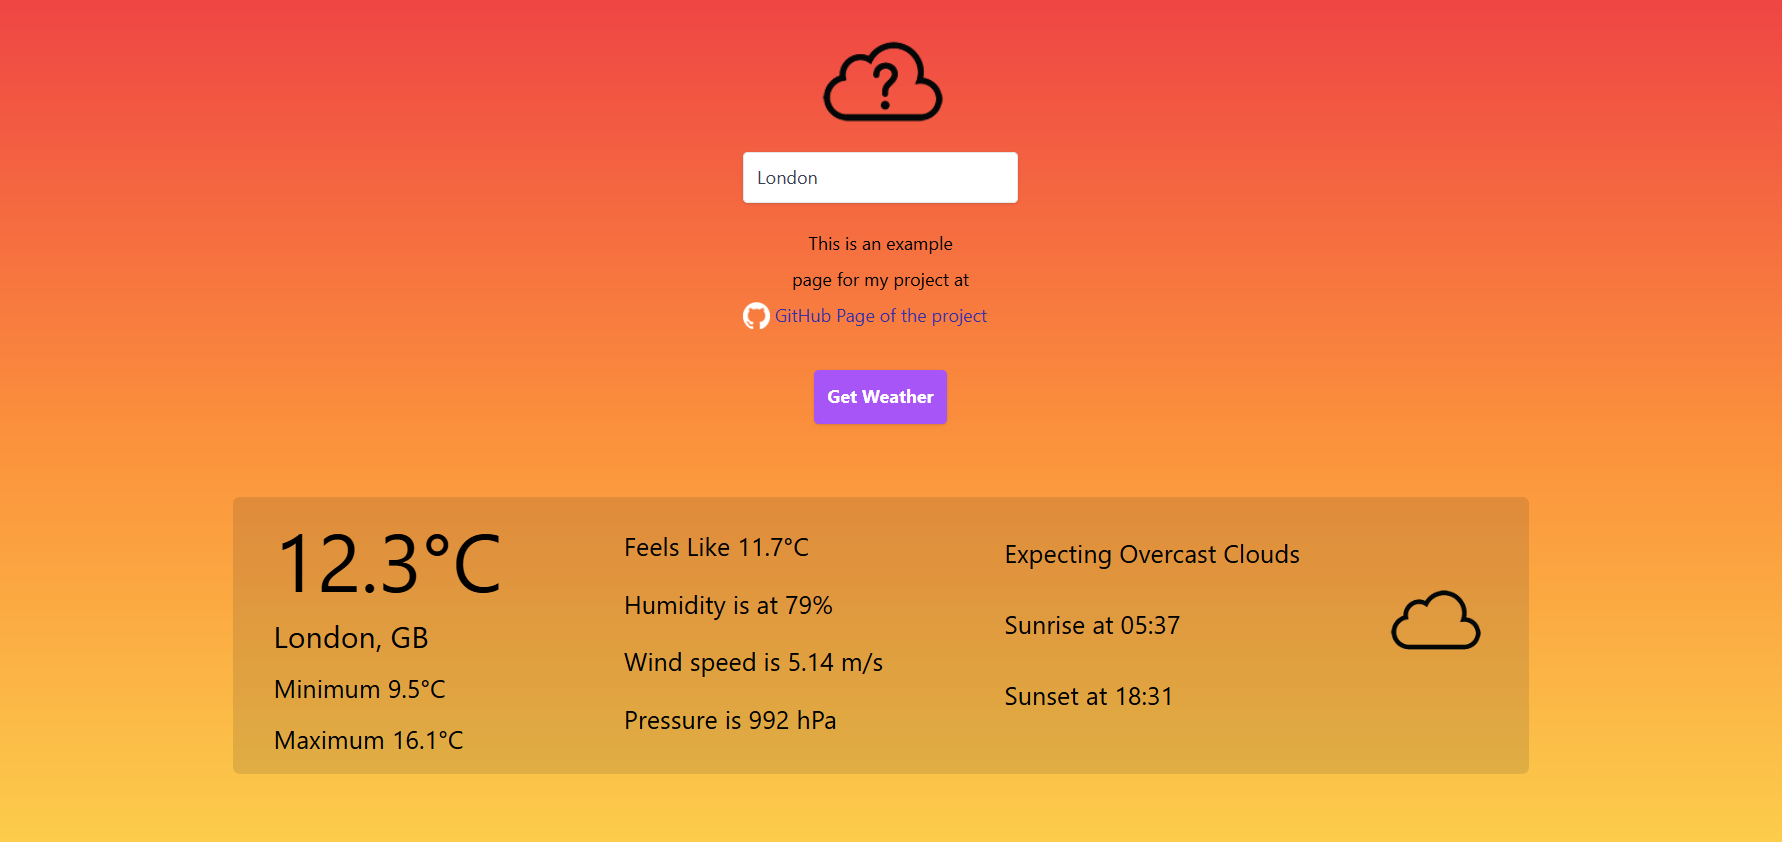 ?
London
This is an example
page for my project at
GitHub Page of the project
Get Weather
12.3°C
London, GB
Minimum 9.5°C
Maximum 16.1°C
Feels Like 11.7°C
Humidity is at 79%
Wind speed is 5.14 m/s
Pressure is 992 hPa
Expecting Overcast Clouds
Sunrise at 05:37
Sunset at 18:31